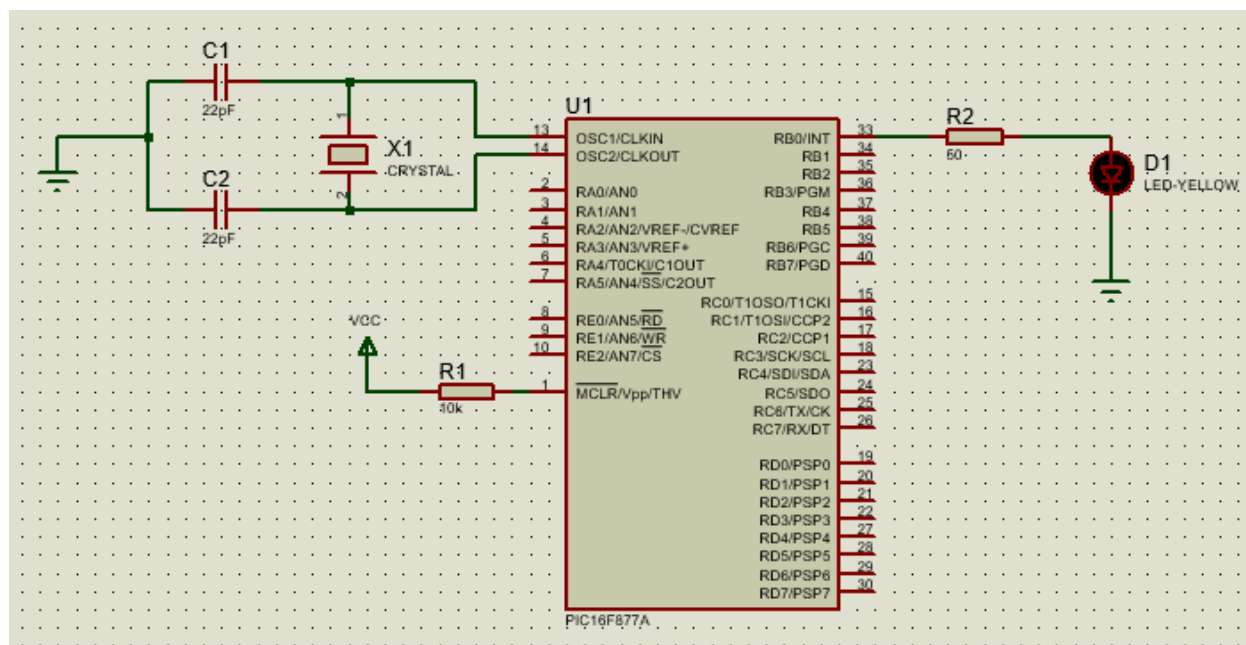 C1
22pF
1
X1
CRYSTAL
2
C2
22pF
VCC
R1
10k
U1
13 OSC1/CLKIN
14 OSC2/CLKOUT
2 RA0/AN0
3 RA1/AN1
4 RA2/AN2/VREF-/CVREF
5 RA3/AN3/VREF+
6 RA4/T0CKI/C1OUT
7 RA5/AN4/SS/C2OUT
8 RE0/AN5/RD
9 RE1/AN6/WR
10 RE2/AN7/CS
1 MCLR/Vpp/THV
RB0/INT 33
RB1 34
RB2 35
RB3/PGM 36
RB4 37
RB5 38
RB6/PGC 39
RB7/PGD 40
RC0/T1OSO/T1CKI 15
RC1/T1OSI/CCP2 16
RC2/CCP1 17
RC3/SCK/SCL 18
RC4/SDI/SDA 23
RC5/SDO 24
RC6/TX/CK 25
RC7/RX/DT 26
RD0/PSP0 19
RD1/PSP1 20
RD2/PSP2 21
RD3/PSP3 22
RD4/PSP4 27
RD5/PSP5 28
RD6/PSP6 29
RD7/PSP7 30
PIC16F877A
R2
D1
LED-YELLOW